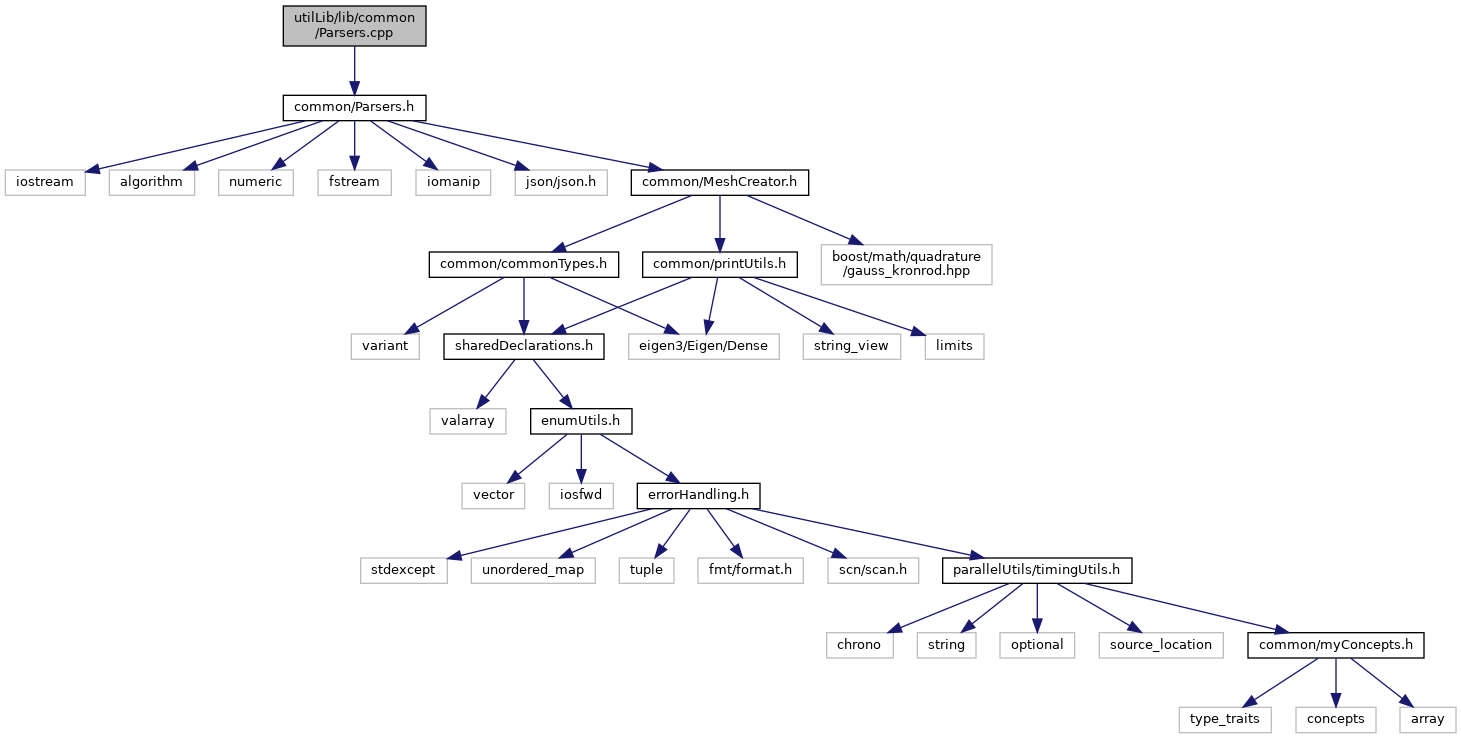 utilLib/lib/common
/Parsers.cpp
common/Parsers.h
iostream
algorithm
numeric
fstream
iomanip
json/json.h
common/MeshCreator.h
common/commonTypes.h
common/printUtils.h
boost/math/quadrature
/gauss_kronrod.hpp
variant
sharedDeclarations.h
eigen3/Eigen/Dense
string_view
limits
valarray
enumUtils.h
vector
iosfwd
errorHandling.h
stdexcept
unordered_map
tuple
fmt/format.h
scn/scan.h
parallelUtils/timingUtils.h
chrono
string
optional
source_location
common/myConcepts.h
type_traits
concepts
array